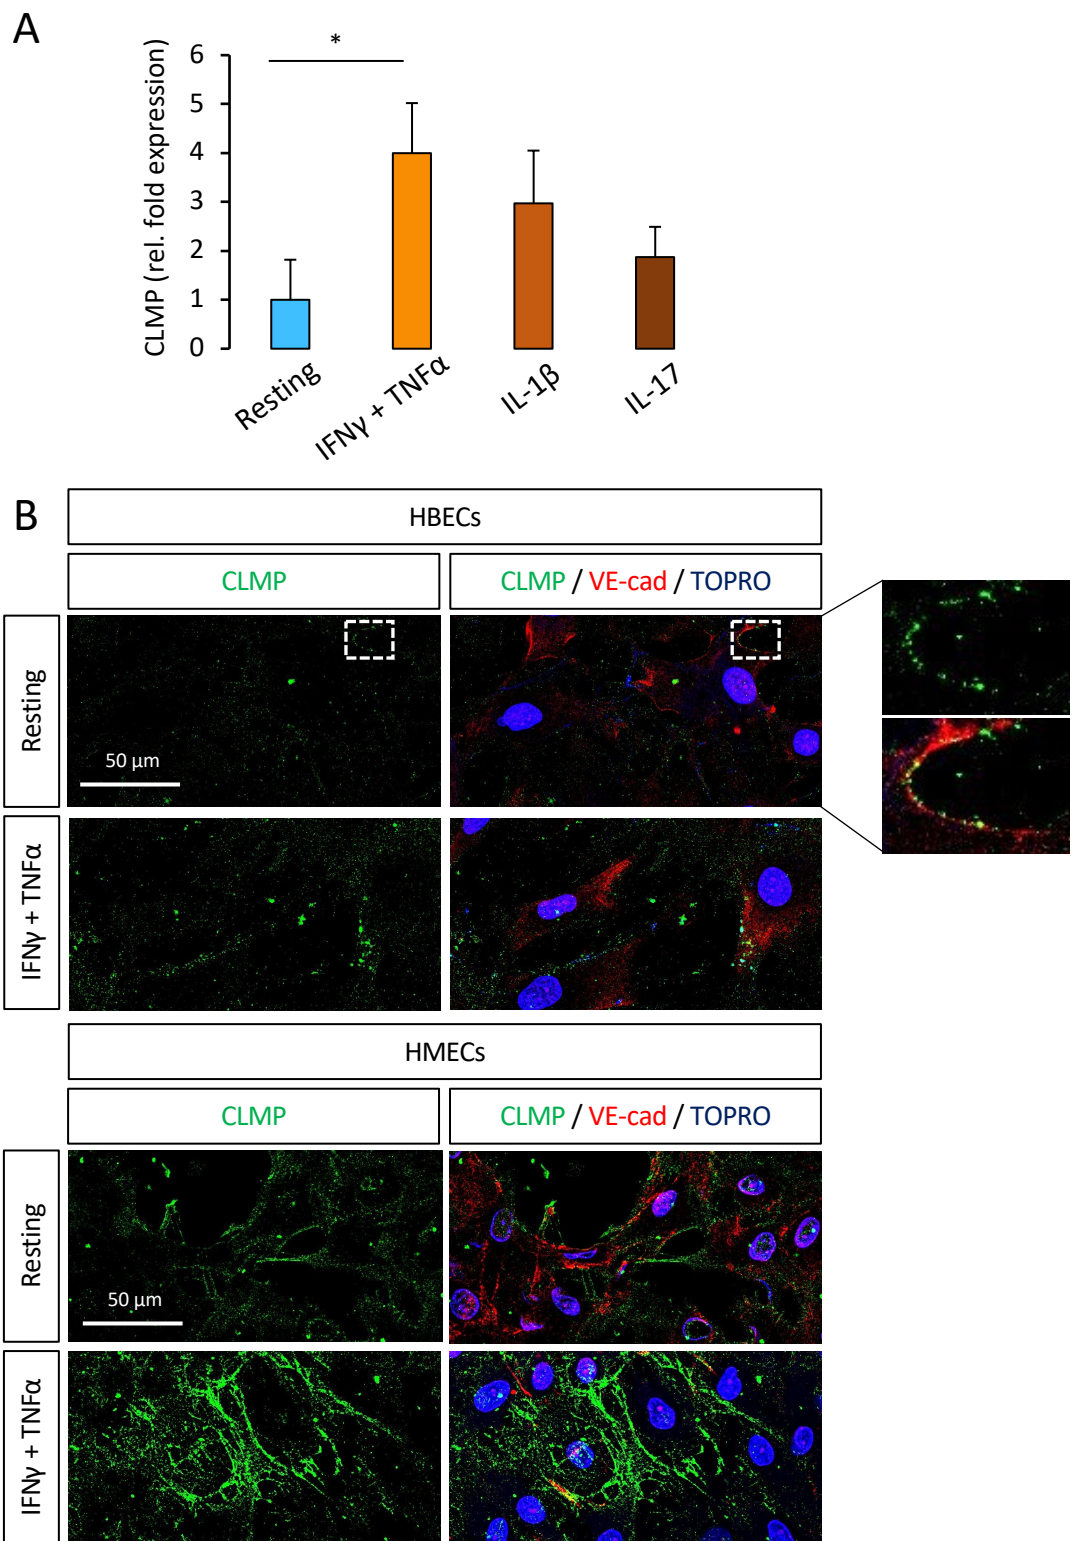 A
*
CLMP (rel. fold expression)
6
5
4
3
2
1
0
Resting
IFNγ + TNFα
IL-1β
IL-17
B
HBECs
CLMP
CLMP / VE-cad / TOPRO
Resting
50 µm
IFNγ + TNFα
HMECs
CLMP
CLMP / VE-cad / TOPRO
Resting
50 µm
IFNγ + TNFα